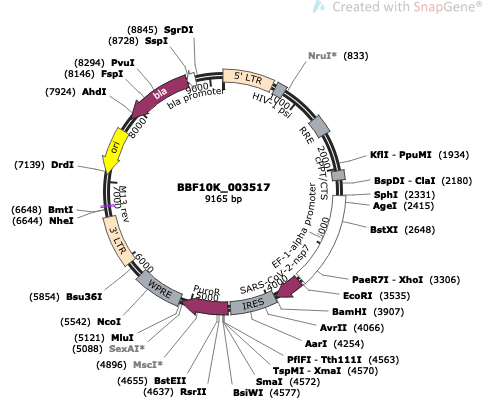 Created with SnapGene®
(8845) SgrDI
(8728) SspI
(8294) PvuI
(8146) FspI
(7924) AhdI
(7139) DrdI
(6648) BmtI
(6644) NheI
(5854) Bsu36I
(5542) NcoI
(5121) MluI
(5088) SexAI*
(4896) MscI*
(4655) BstEII
(4637) RsrII
NruI* (833)
KflI - PpuMI (1934)
BspDI - ClaI (2180)
SphI (2331)
AgeI (2415)
BstXI (2648)
PaeR7I - XhoI (3306)
EcoRI (3535)
BamHI (3907)
AvrII (4066)
AarI (4254)
PflFI - Tth111I (4563)
TspMI - XmaI (4570)
SmaI (4572)
BsiWI (4577)
BBF10K_003517
9165 bp
5' LTR
HIV-1 Psi
RRE
cPPT/CTS
EF-1-alpha promoter
SARS-CoV-2-nsp7
IRES
PuroR
WPRE
3' LTR
M13 rev
ori
bla
bla promoter
1000
2000
4000
5000
6000
7000
8000
9000